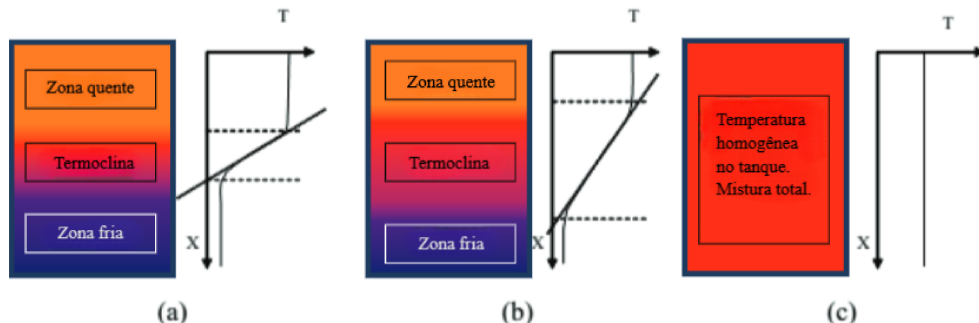 T
Zona quente
Termoclina
Zona fria
X
(a)
T
Zona quente
Termoclina
Zona fria
X
(b)
T
Temperatura
homogênea
no tanque.
Mistura total.
X
(c)